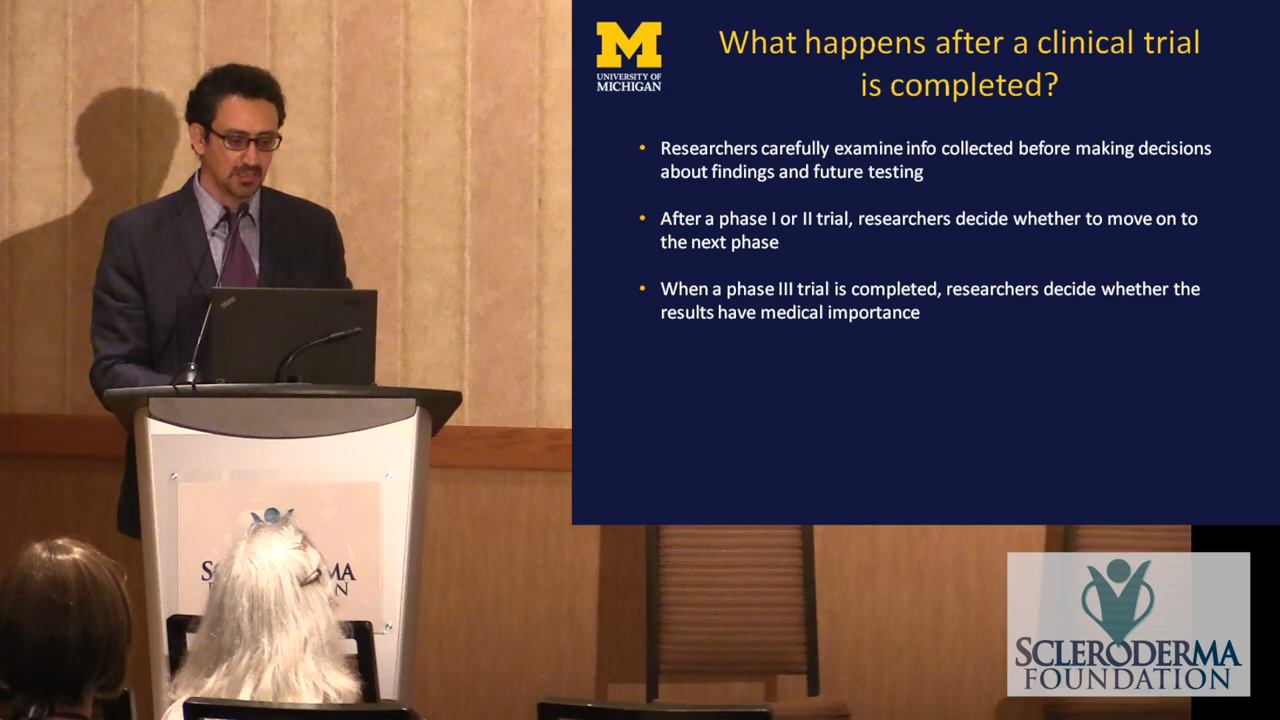 UNIVERSITY OF
MICHIGAN
What happens after a clinical trial
is completed?
• Researchers carefully examine info collected before making decisions
about findings and future testing
• After a phase I or II trial, researchers decide whether to move on to
the next phase
• When a phase III trial is completed, researchers decide whether the
results have medical importance
SCLERODERMA
FOUNDATION